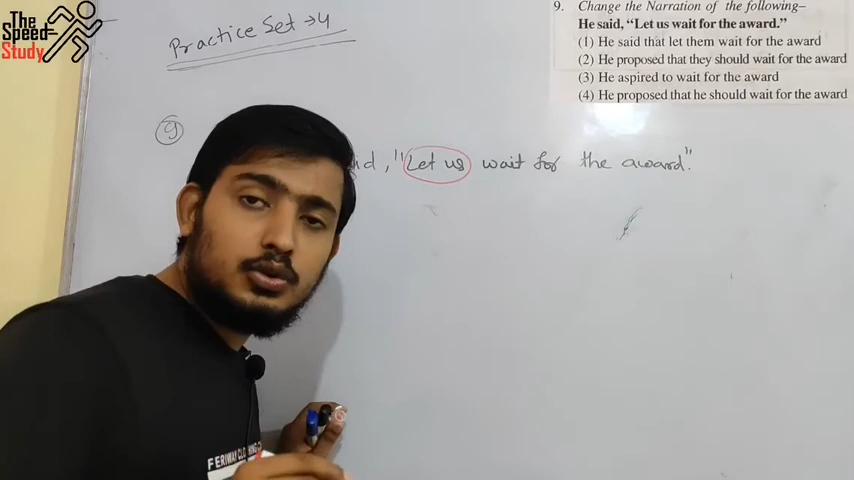 The
Speed
Study
Practice Set → 4
9. Change the Narration of the following–
He said, “Let us wait for the award.”
(1) He said that let them wait for the award
(2) He proposed that they should wait for the award
(3) He aspired to wait for the award
(4) He proposed that he should wait for the award
9
id, "Let us wait for the award".
FERIWAY